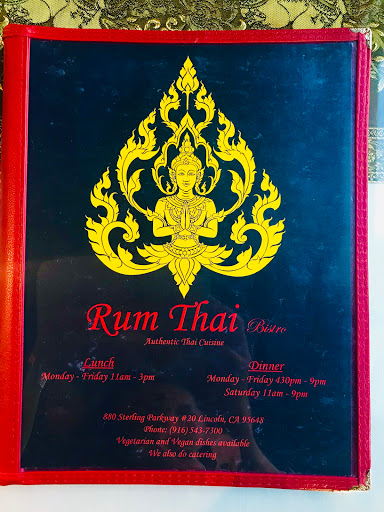 Rum Thai Bistro
Authentic Thai Cuisine
Lunch
Monday - Friday 11am - 3pm
Dinner
Monday - Friday 430pm - 9pm
Saturday 11am - 9pm
880 Sterling Parkway #20 Lincoln, CA 95648
Phone: (916) 543-7300
Vegetarian and Vegan dishes available
We also do catering